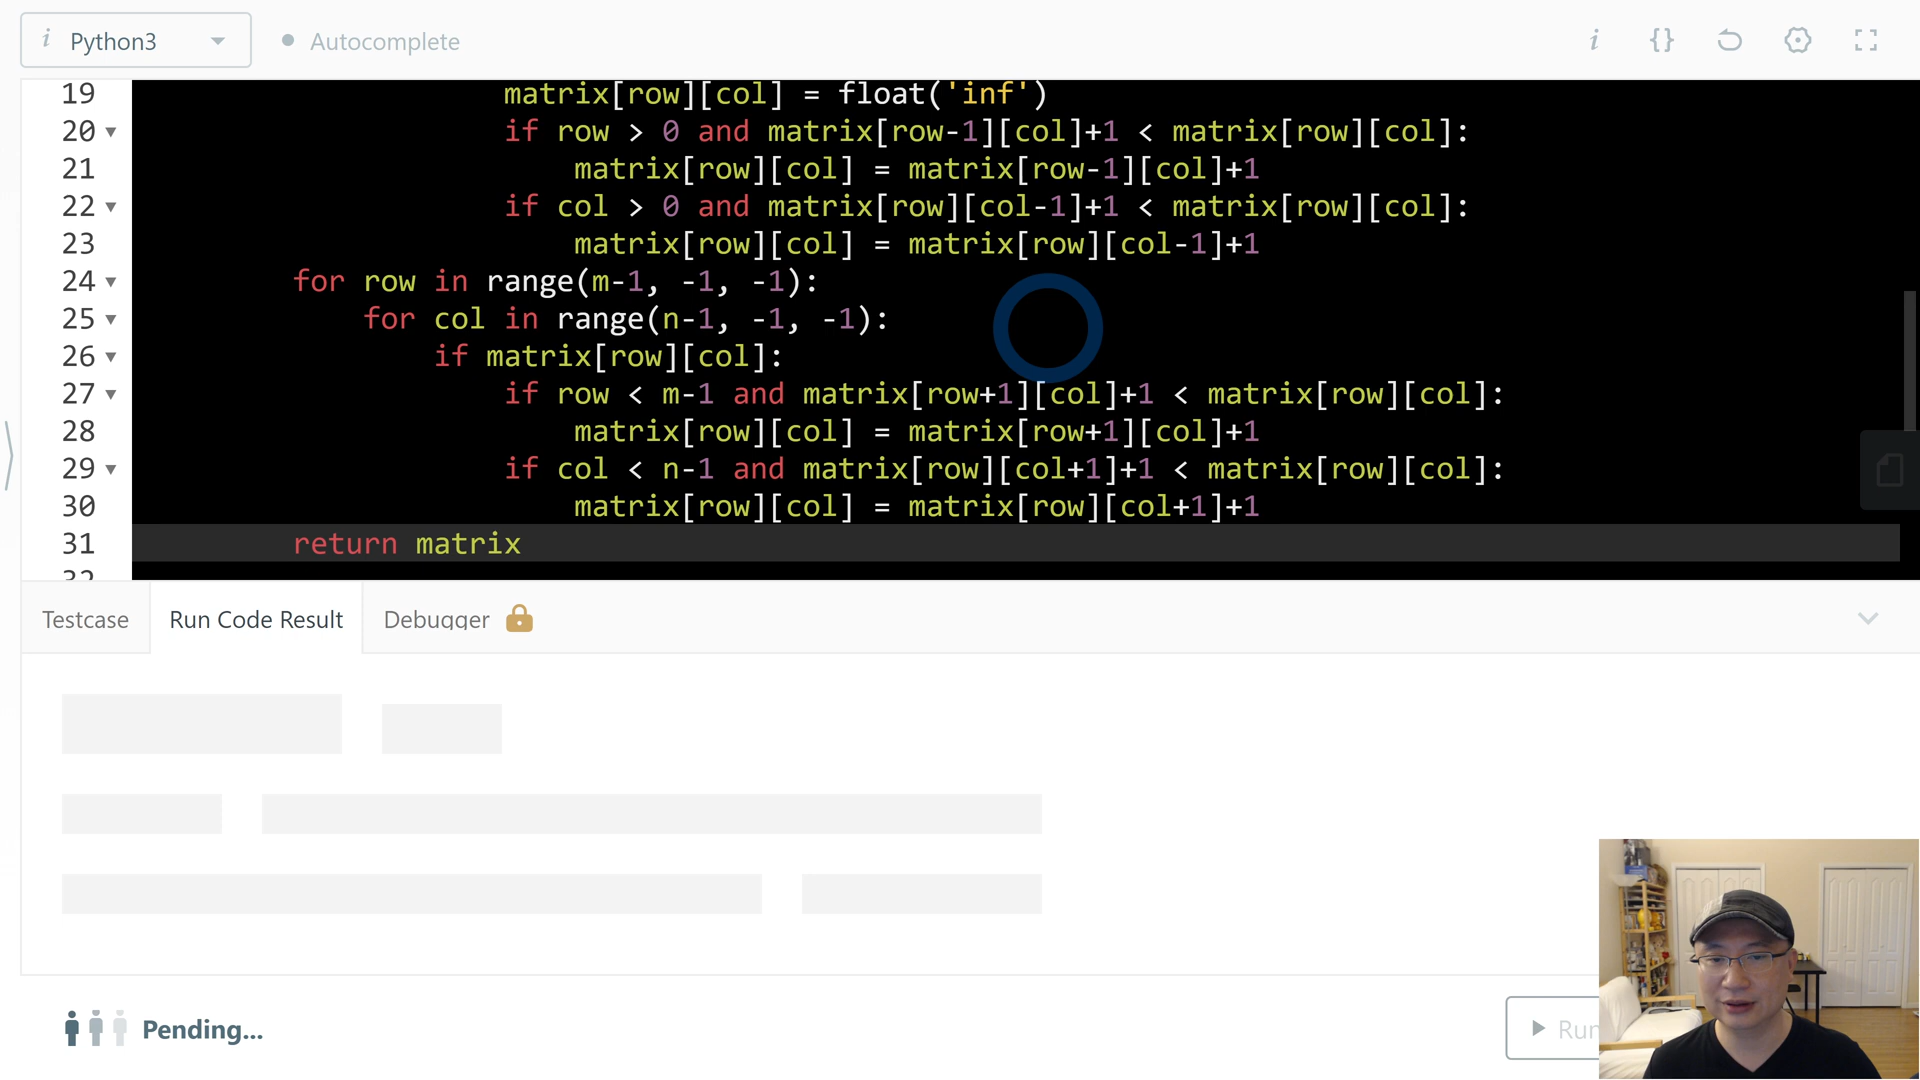 i Python3 Autocomplete i {}
19 matrix[row][col] = float('inf')
20 if row > 0 and matrix[row-1][col]+1 < matrix[row][col]:
21 matrix[row][col] = matrix[row-1][col]+1
22 if col > 0 and matrix[row][col-1]+1 < matrix[row][col]:
23 matrix[row][col] = matrix[row][col-1]+1
24 for row in range(m-1, -1, -1):
25 for col in range(n-1, -1, -1):
26 if matrix[row][col]:
27 if row < m-1 and matrix[row+1][col]+1 < matrix[row][col]:
28 matrix[row][col] = matrix[row+1][col]+1
29 if col < n-1 and matrix[row][col+1]+1 < matrix[row][col]:
30 matrix[row][col] = matrix[row][col+1]+1
31 return matrix
32
Testcase Run Code Result Debugger
Pending... Run